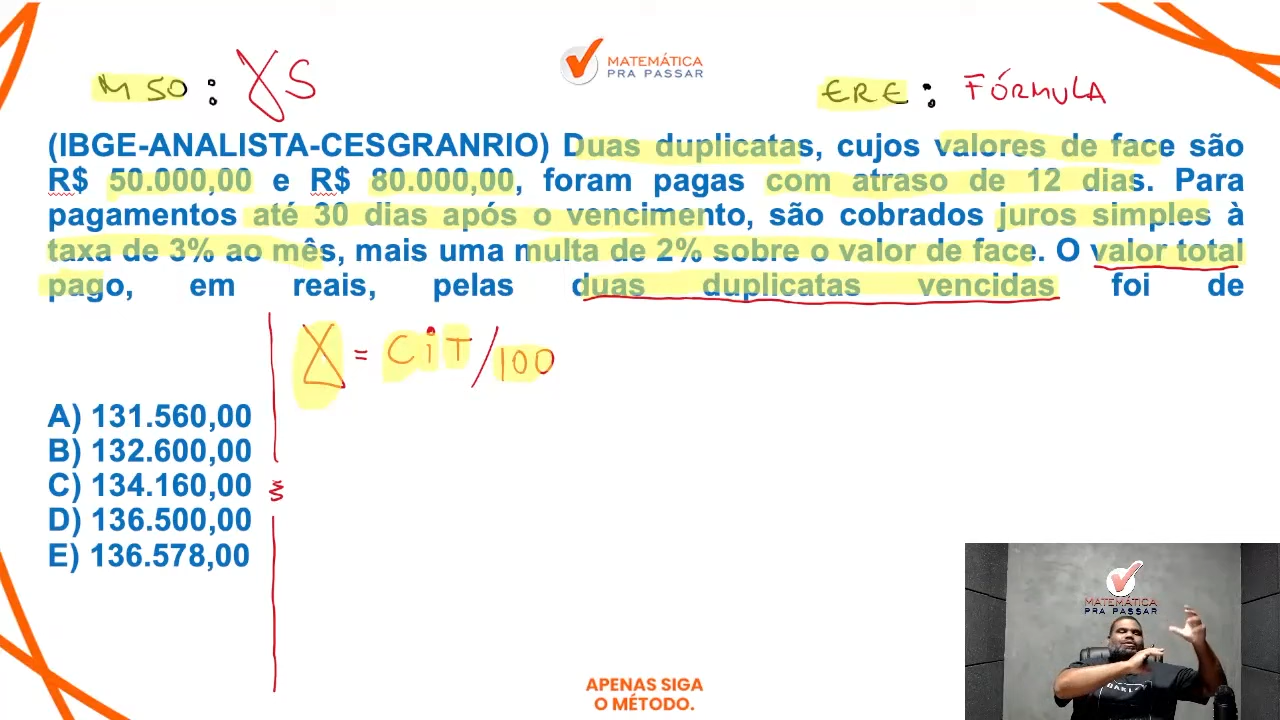 M50 : JS
MATEMÁTICA
PRA PASSAR
ERE : FÓRMULA
(IBGE-ANALISTA-CESGRANRIO) Duas duplicatas, cujos valores de face são
R$ 50.000,00 e R$ 80.000,00, foram pagas com atraso de 12 dias. Para
pagamentos até 30 dias após o vencimento, são cobrados juros simples à
taxa de 3% ao mês, mais uma multa de 2% sobre o valor de face. O valor total
pago, em reais, pelas duas duplicatas vencidas foi de
J = CiT/100
A) 131.560,00
B) 132.600,00
C) 134.160,00
D) 136.500,00
E) 136.578,00
MATEMÁTICA
PRA PASSAR
APENAS SIGA
O MÉTODO.